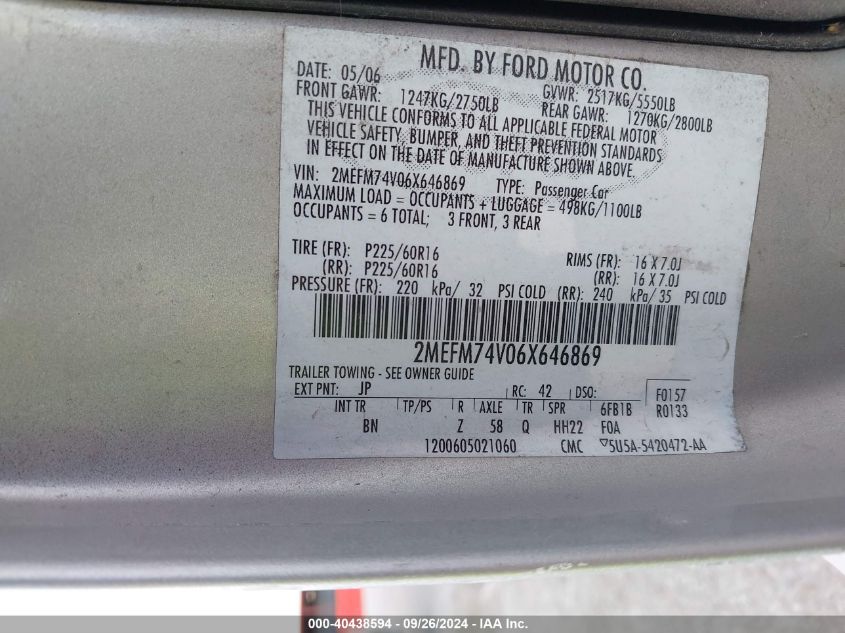 MFD. BY FORD MOTOR CO.
DATE: 05/06 GVWR: 2517KG/5550LB
FRONT GAWR: 1247KG/2750LB REAR GAWR: 1270KG/2800LB
THIS VEHICLE CONFORMS TO ALL APPLICABLE FEDERAL MOTOR
VEHICLE SAFETY, BUMPER, AND THEFT PREVENTION STANDARDS
IN EFFECT ON THE DATE OF MANUFACTURE SHOWN ABOVE.
VIN: 2MEFM74V06X646869 TYPE: Passenger Car
MAXIMUM LOAD = OCCUPANTS + LUGGAGE = 498KG/1100LB
OCCUPANTS = 6 TOTAL; 3 FRONT, 3 REAR
TIRE (FR): P225/60R16 RIMS (FR): 16 X 7.0J
(RR): P225/60R16 (RR): 16 X 7.0J
PRESSURE (FR): 220 kPa/ 32 PSI COLD (RR): 240 kPa/ 35 PSI COLD
2MEFM74V06X646869
TRAILER TOWING - SEE OWNER GUIDE
EXT PNT: JP RC: 42 DSO: F0157
INT TR TP/PS R AXLE TR SPR 6FB1B R0133
BN Z 58 Q HH22 FOA
1200605021060 CMC ▽5U5A-5420472-AA
000-40438594 - 09/26/2024 - IAA Inc.